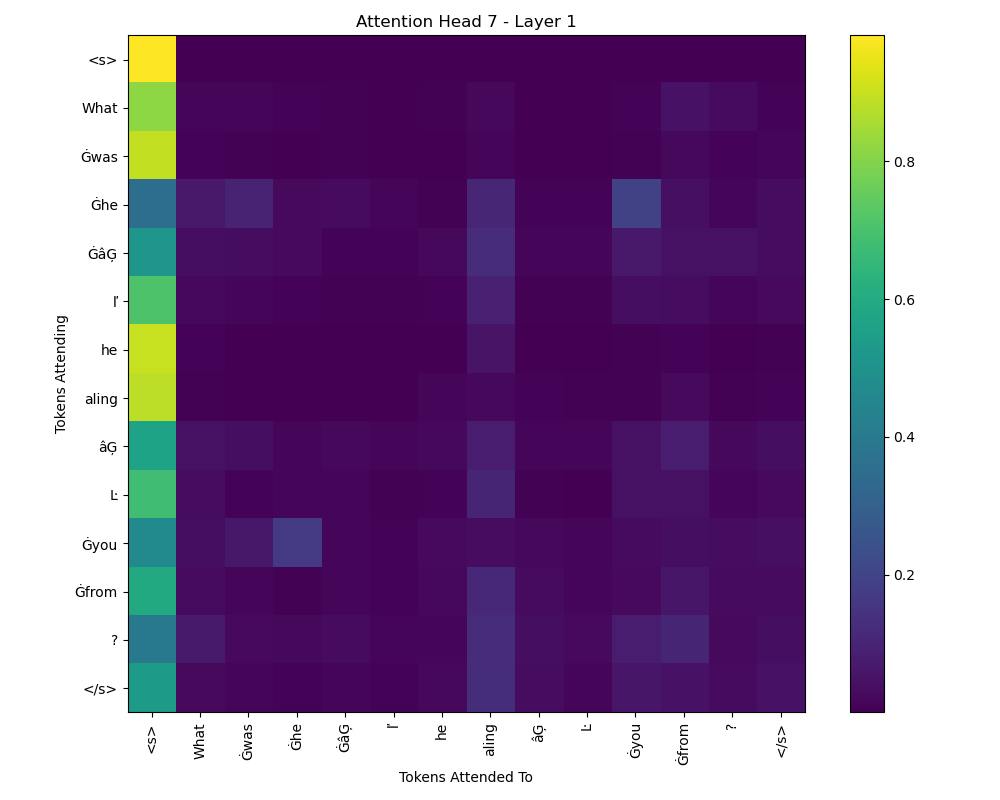 Attention Head 7 - Layer 1
Tokens Attending
<s>
What
Ġwas
Ġhe
ĠâĢ
ľ
he
aling
âĢ
Ŀ
Ġyou
Ġfrom
?
</s>
<s>
What
Ġwas
Ġhe
ĠâĢ
ľ
he
aling
âĢ
Ŀ
Ġyou
Ġfrom
?
</s>
Tokens Attended To
0.8
0.6
0.4
0.2